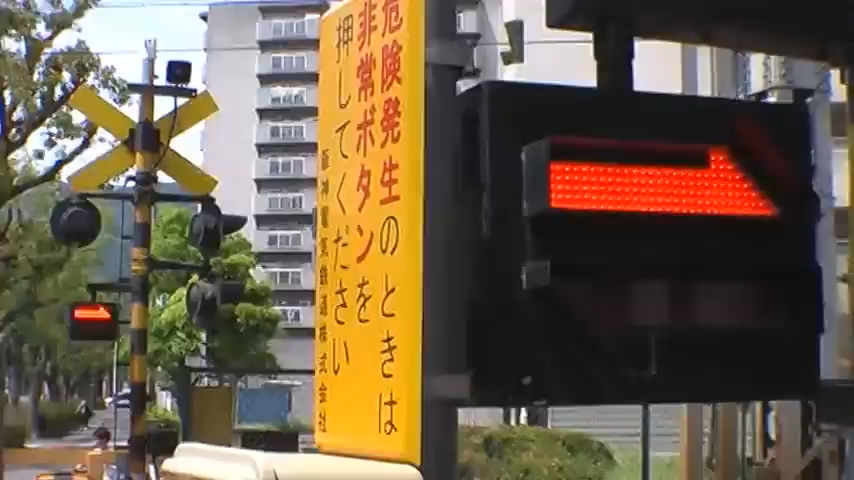 危険発生のときは
非常ボタンを
押してください
阪神電気鉄道株式会社